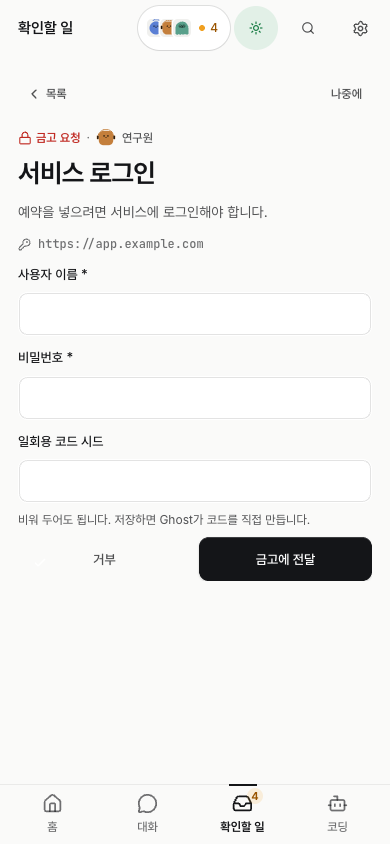 확인할 일
4
목록
나중에
금고 요청 · 연구원
서비스 로그인
예약을 넣으려면 서비스에 로그인해야 합니다.
https://app.example.com
사용자 이름 *
비밀번호 *
일회용 코드 시드
비워 두어도 됩니다. 저장하면 Ghost가 코드를 직접 만듭니다.
거부
금고에 전달
4
홈
대화
확인할 일
코딩